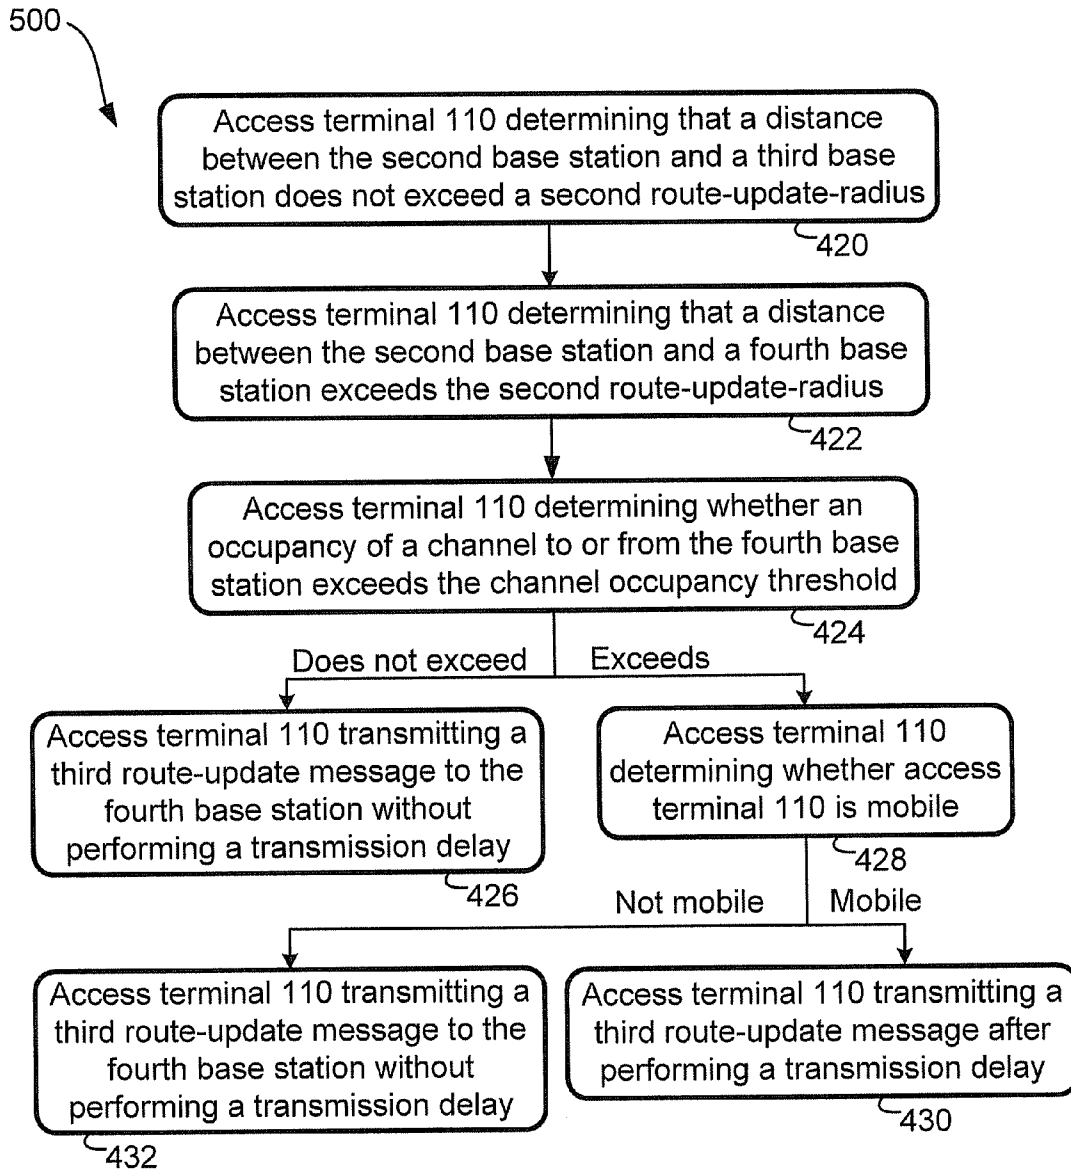 500
Access terminal 110 determining that a distance
between the second base station and a third base
station does not exceed a second route-update-radius
420
Access terminal 110 determining that a distance
between the second base station and a fourth base
station exceeds the second route-update-radius
422
Access terminal 110 determining whether an
occupancy of a channel to or from the fourth base
station exceeds the channel occupancy threshold
424
Does not exceed
Exceeds
Access terminal 110 transmitting a
third route-update message to the
fourth base station without
performing a transmission delay
426
Access terminal 110
determining whether access
terminal 110 is mobile
428
Not mobile
Mobile
Access terminal 110 transmitting a
third route-update message to the
fourth base station without
performing a transmission delay
432
Access terminal 110 transmitting a
third route-update message after
performing a transmission delay
430